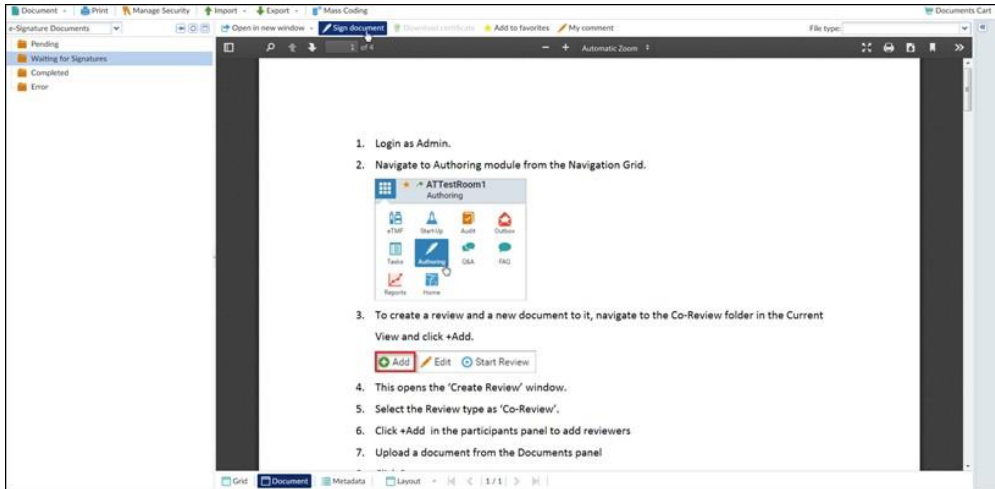 Document Print Manage Security Import Export Mass Coding Documents Cart
e-Signature Documents Open in new window Sign document Download certificate Add to favorites My comment File type:
Pending
Waiting for Signatures
Completed
Error
1 of 4 Automatic Zoom
1. Login as Admin.
2. Navigate to Authoring module from the Navigation Grid.
ATTestRoom1
Authoring
eTMF Start-Up Audit Outbox
Tasks Authoring Q&A FAQ
Reports Home
3. To create a review and a new document to it, navigate to the Co-Review folder in the Current
View and click +Add.
Add Edit Start Review
4. This opens the ‘Create Review’ window.
5. Select the Review type as ‘Co-Review’.
6. Click +Add in the participants panel to add reviewers
7. Upload a document from the Documents panel
Grid Document Metadata Layout 1 / 1